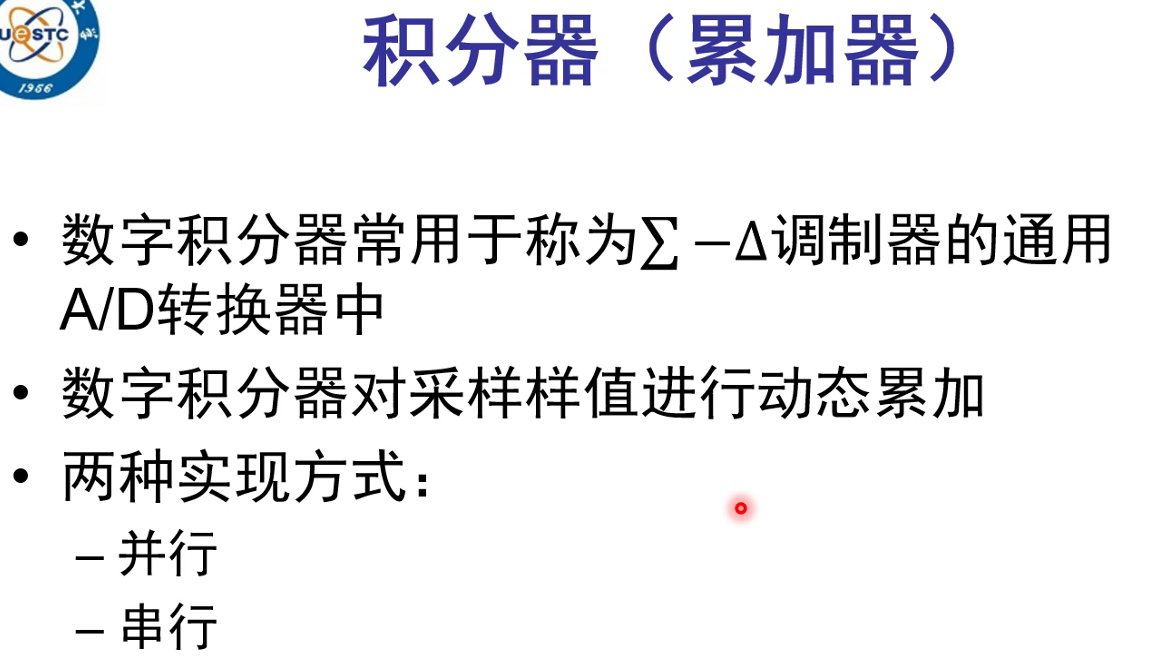 UeSTC
1956
积分器（累加器）
• 数字积分器常用于称为∑ –Δ调制器的通用
A/D转换器中
• 数字积分器对采样样值进行动态累加
• 两种实现方式：
– 并行
– 串行